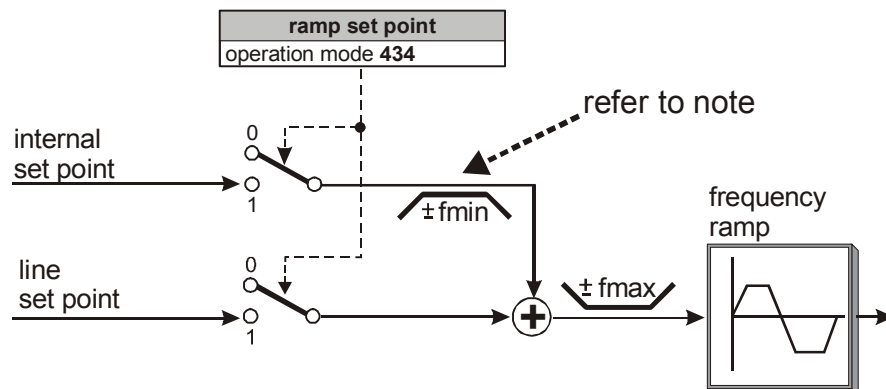 ramp set point
operation mode 434
refer to note
internal
set point
0
1
± fmin
frequency
ramp
line
set point
0
1
± fmax
+